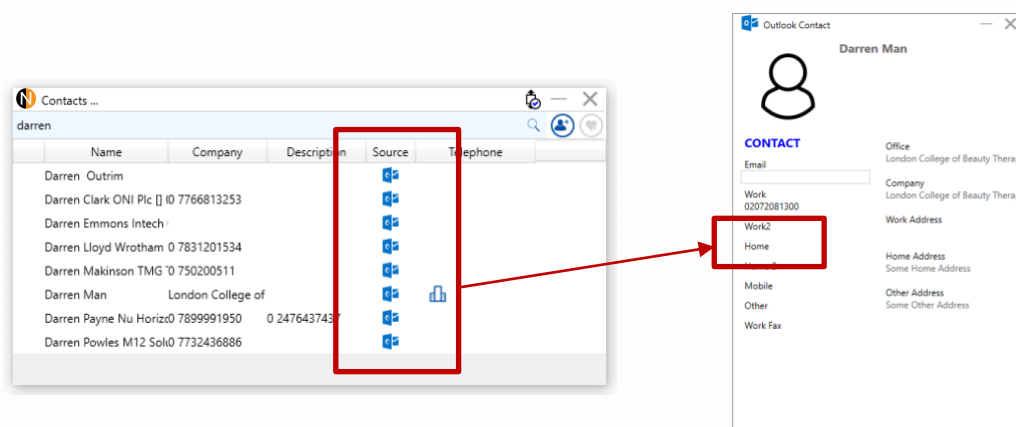 Contacts ...
darren
Name Company Description Source Telephone
Darren Outrim
Darren Clark ONI Plc [] (0 7766813253
Darren Emmons Intech
Darren Lloyd Wrotham 0 7831201534
Darren Makinson TMG 0 750200511
Darren Man London College of
Darren Payne Nu Horizo 0 7899991950 0 2476437437
Darren Powles M12 Solu 0 7732436886
Outlook Contact
Darren Man
CONTACT
Email
Work
02072081300
Work2
Home
Mobile
Other
Work Fax
Office
London College of Beauty Thera
Company
London College of Beauty Thera
Work Address
Home Address
Some Home Address
Other Address
Some Other Address